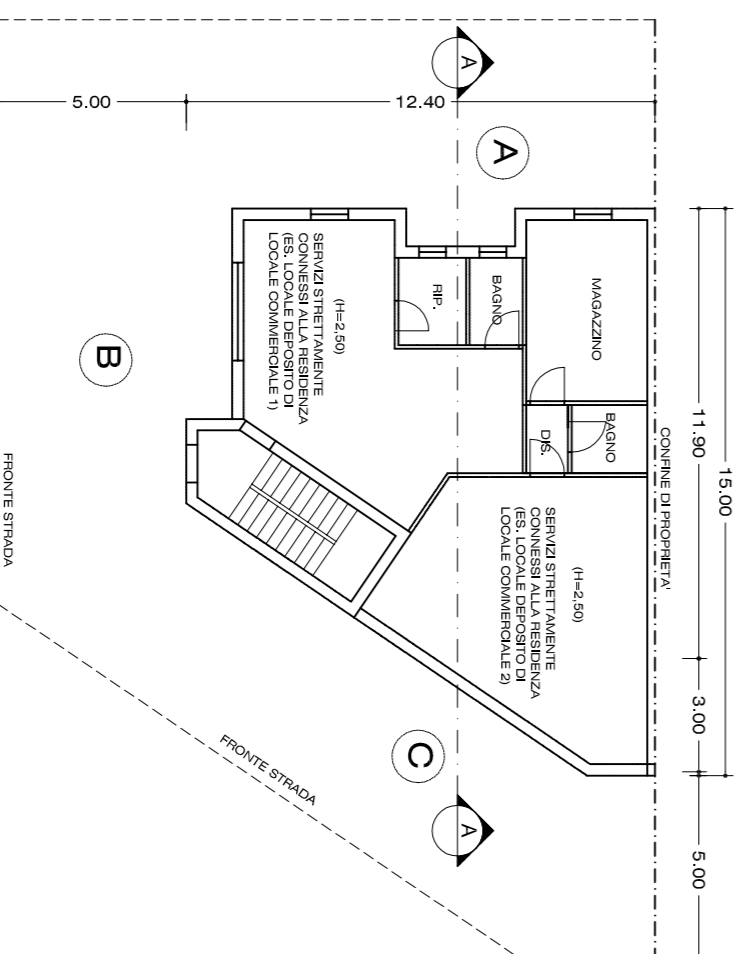 5.00
12.40
A
A
B
SERVIZI STRETTAMENTE
CONNESSI ALLA RESIDENZA
(ES. LOCALE DEPOSITO DI
LOCALE COMMERCIALE 1)
(H=2,50)
RIP.
BAGNO
MAGAZZINO
DIS.
BAGNO
CONFINE DI PROPRIETA'
11.90
15.00
3.00
5.00
SERVIZI STRETTAMENTE
CONNESSI ALLA RESIDENZA
(ES. LOCALE DEPOSITO DI
LOCALE COMMERCIALE 2)
(H=2,50)
FRONTE STRADA
FRONTE STRADA
C
A